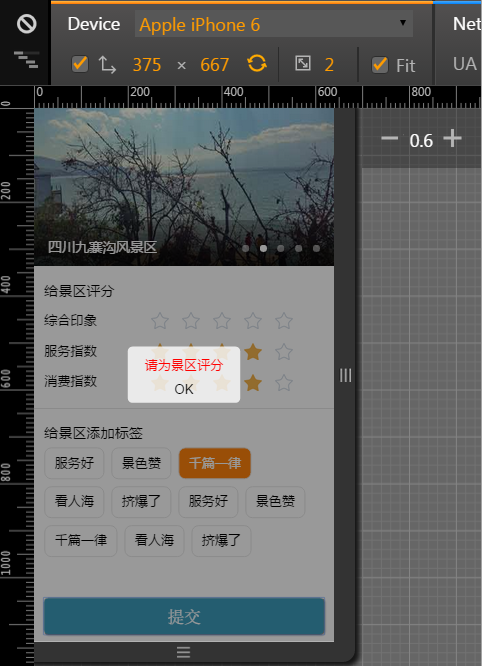 Device Apple iPhone 6 Net
375 × 667 2 Fit UA
0 200 400 600 800
0.6
0
200
400
600
800
1000
四川九寨沟风景区
给景区评分
综合印象
服务指数
消费指数
请为景区评分
OK
给景区添加标签
服务好 景色赞 千篇一律
看人海 挤爆了 服务好 景色赞
千篇一律 看人海 挤爆了
提交